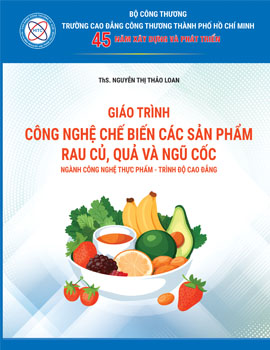 BỘ CÔNG THƯƠNG
TRƯỜNG CAO ĐẲNG CÔNG THƯƠNG THÀNH PHỐ HỒ CHÍ MINH
45 NĂM XÂY DỰNG VÀ PHÁT TRIỂN
ThS. NGUYỄN THỊ THẢO LOAN
GIÁO TRÌNH
CÔNG NGHỆ CHẾ BIẾN CÁC SẢN PHẨM
RAU CỦ, QUẢ VÀ NGŨ CỐC
NGÀNH CÔNG NGHỆ THỰC PHẨM - TRÌNH ĐỘ CAO ĐẲNG